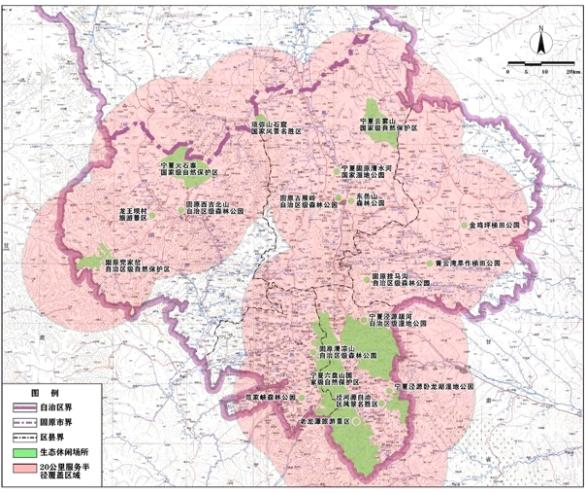 N
0 5 10 20km
须弥山石窟
国家风景名胜区
宁夏云雾山
国家级自然保护区
宁夏火石寨
国家级自然保护区
宁夏固原清水河
国家湿地公园
固原古雁岭
自治区级森林公园
东岳山
森林公园
龙王坝村
旅游景区
固原西吉北山
自治区级森林公园
金鸡坪梯田公园
固原党家岔
自治区级自然保护区
黄云湾旱作梯田公园
固原挂马沟
自治区级森林公园
宁夏泾源颉河
自治区级湿地公园
固原清凉山
自治区级森林公园
宁夏六盘山国
家级自然保护区
宁夏泾源卧龙湖湿地公园
泾河源自治
区风景名胜区
森林公园
老龙潭旅游景区
图 例
自治区界
固原市界
区县界
生态休闲场所
20公里服务半
径覆盖区域